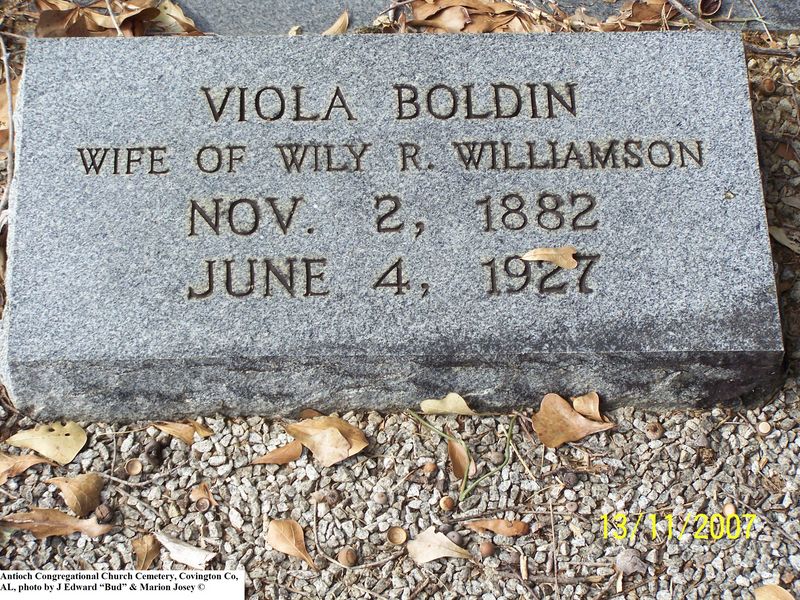 VIOLA BOLDIN
WIFE OF WILY R. WILLIAMSON
NOV. 2, 1882
JUNE 4, 1927
13/11/2007
Antioch Congregational Church Cemetery, Covington Co,
AL, photo by J Edward “Bud” & Marion Josey ©